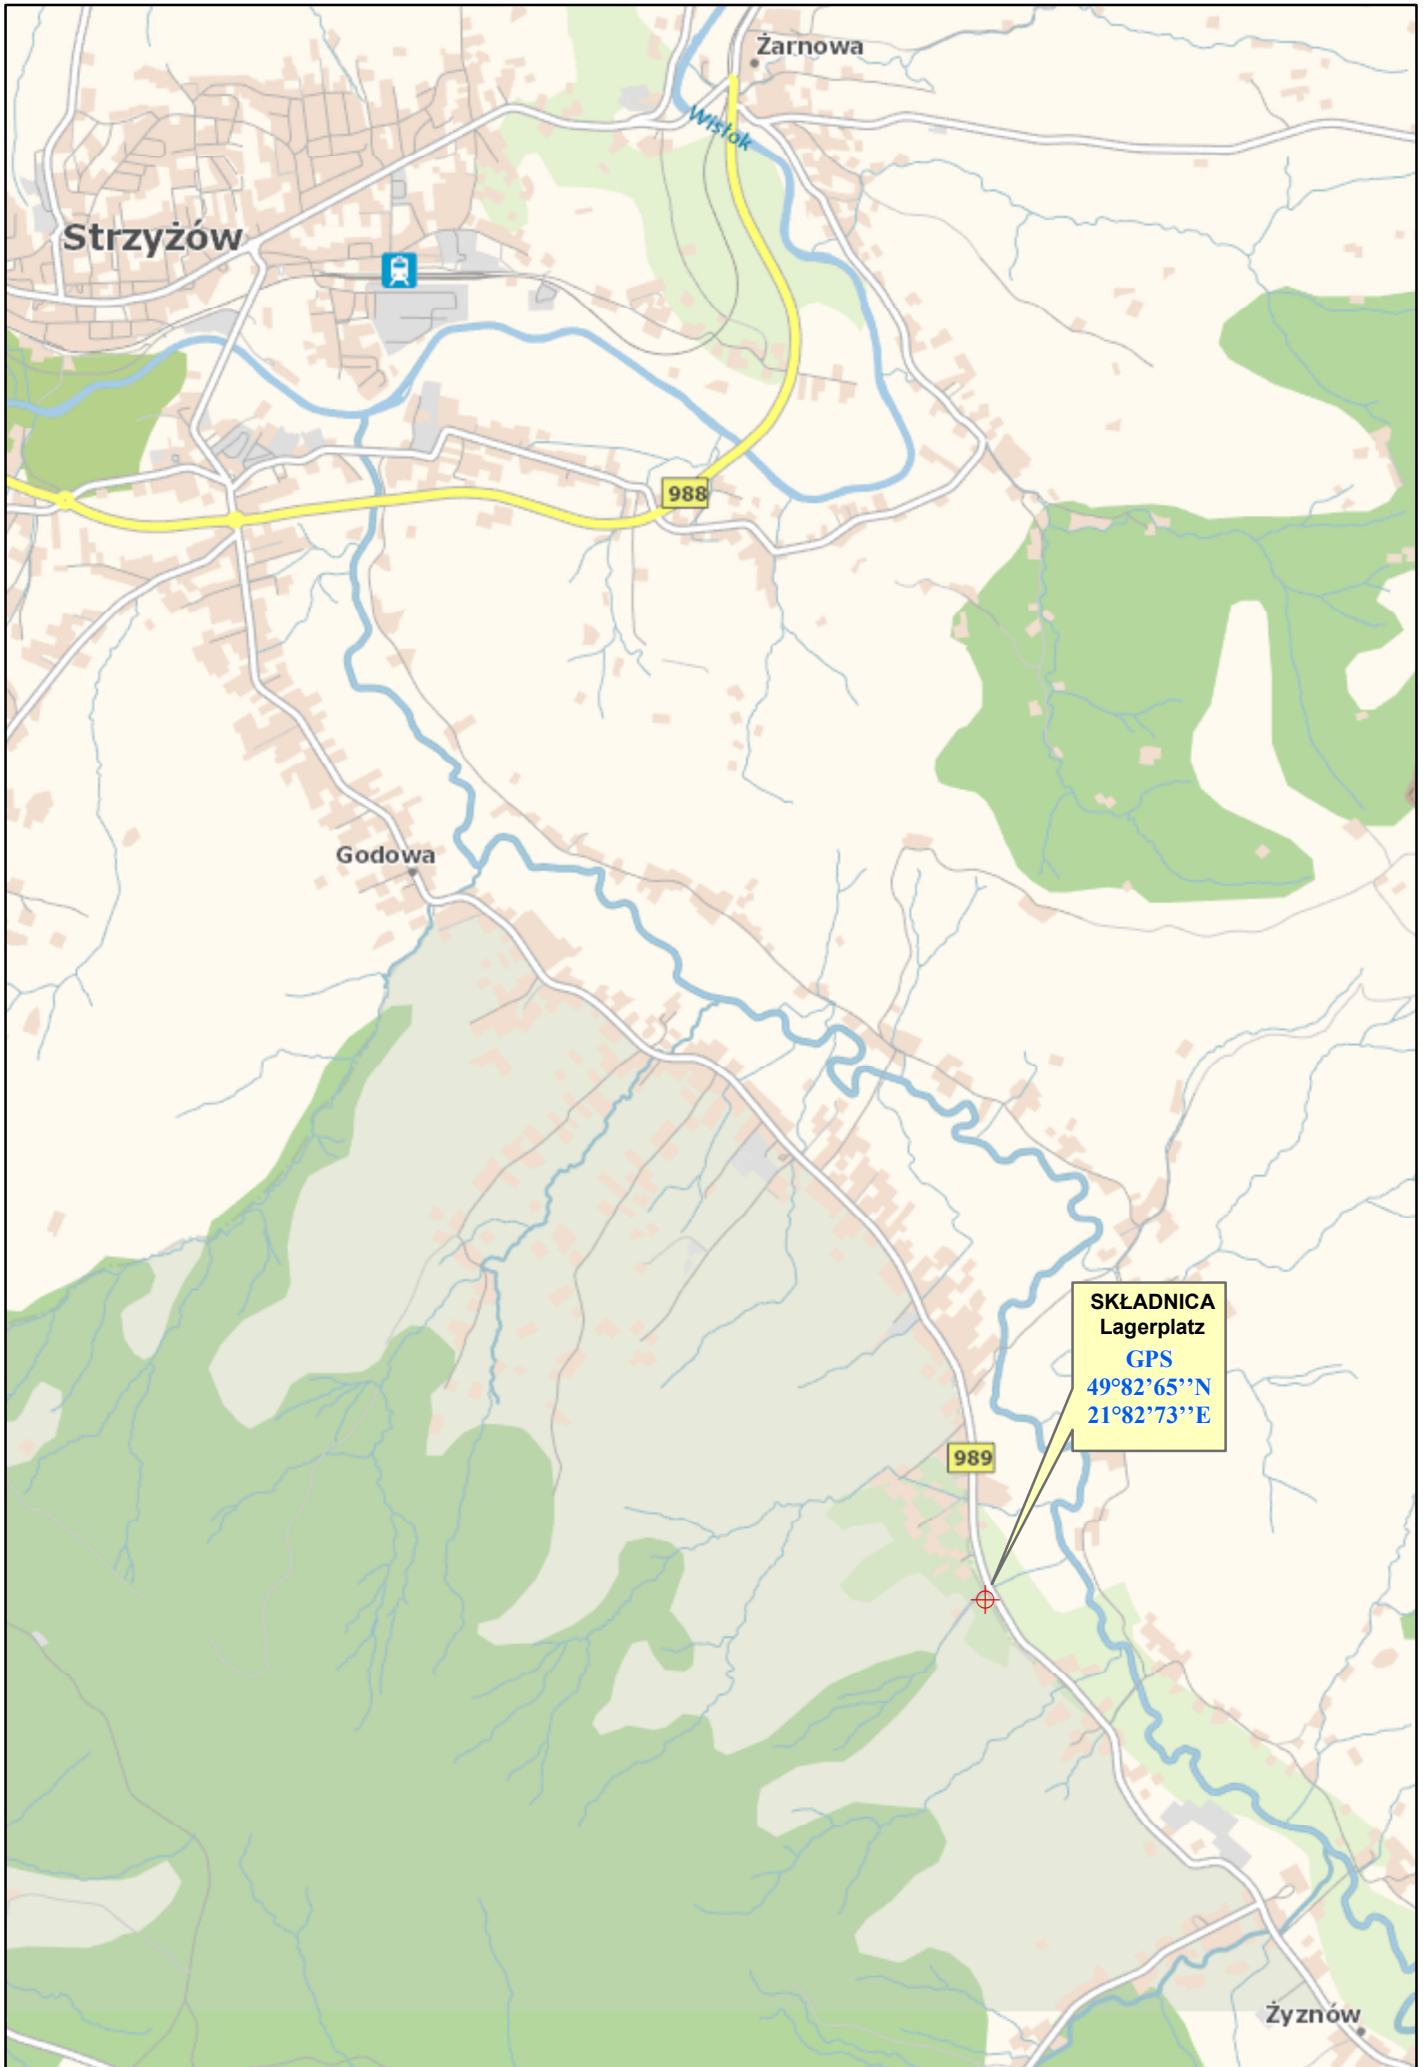 Żarnowa
Wisłok
Strzyżów
988
Godowa
SKŁADNICA
Lagerplatz
GPS
49°82’65’’N
21°82’73’’E
989
Żyznów